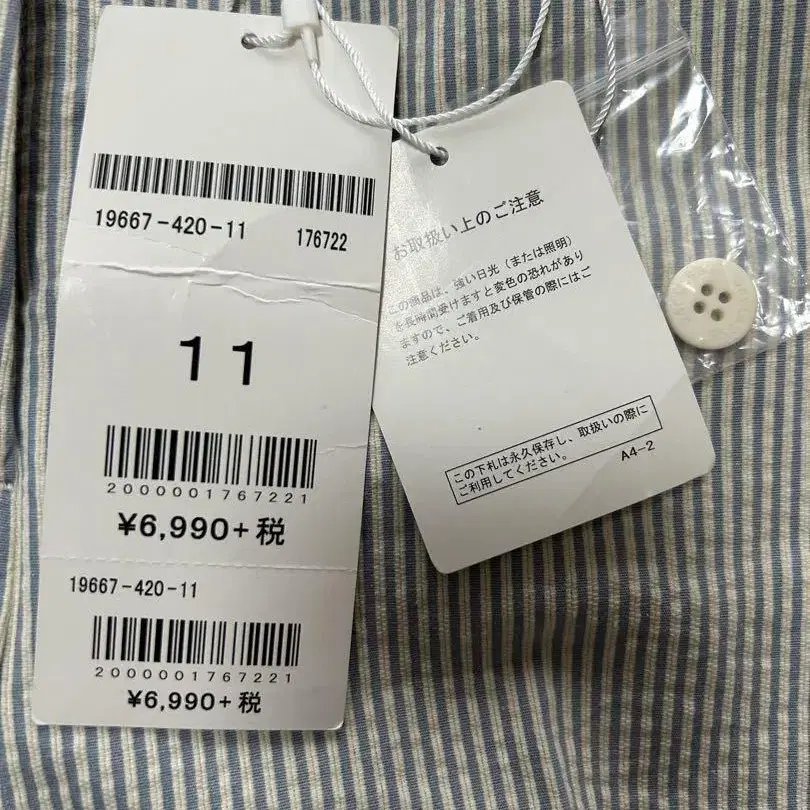 19667-420-11 176722
11
2000001767221
¥6,990+税
19667-420-11
2000001767221
¥6,990+税
お取扱い上のご注意
この商品は、強い日光（または照明）
を長時間受けますと変色の恐れがあり
ますので、ご着用及び保管の際にはご
注意ください。
この下札は永久保存し、取扱いの際に
ご利用してください。
A4-2